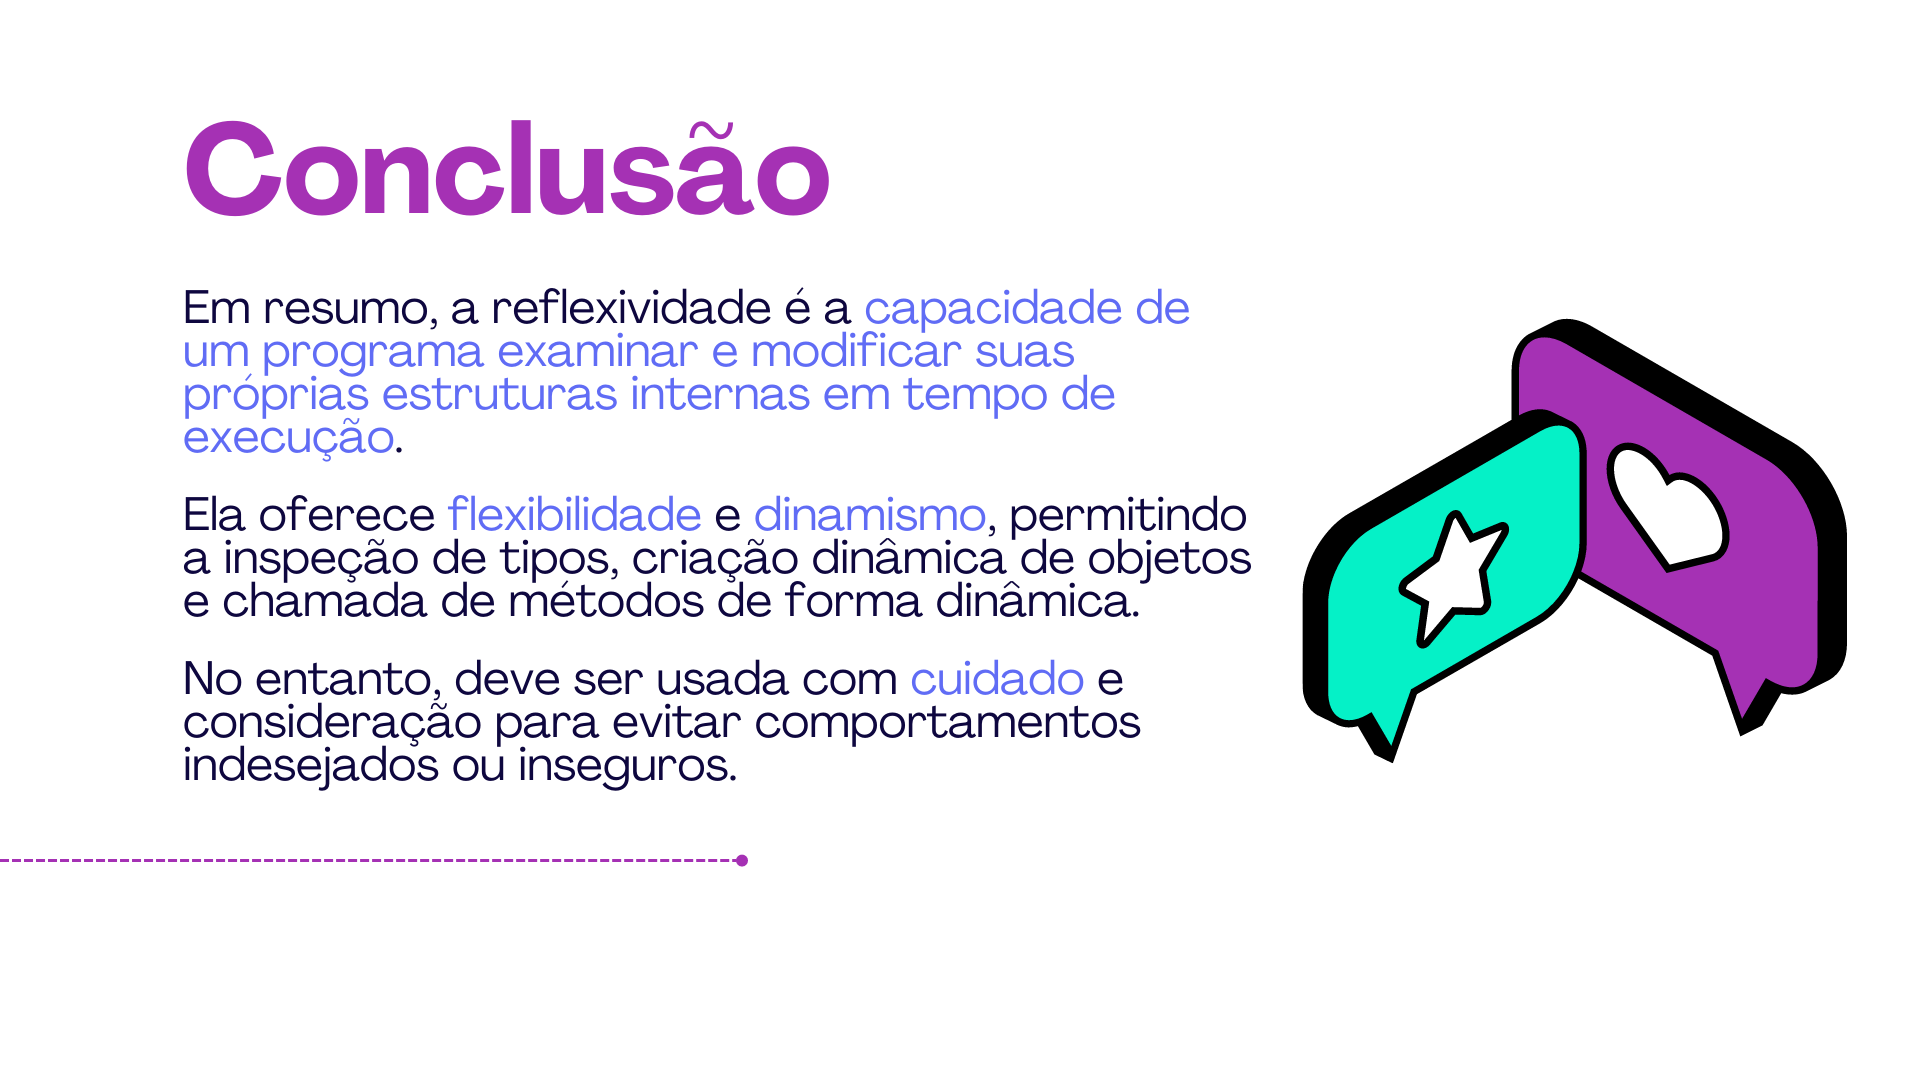 Conclusão
Em resumo, a reflexividade é a capacidade de
um programa examinar e modificar suas
próprias estruturas internas em tempo de
execução.
Ela oferece flexibilidade e dinamismo, permitindo
a inspeção de tipos, criação dinâmica de objetos
e chamada de métodos de forma dinâmica.
No entanto, deve ser usada com cuidado e
consideração para evitar comportamentos
indesejados ou inseguros.